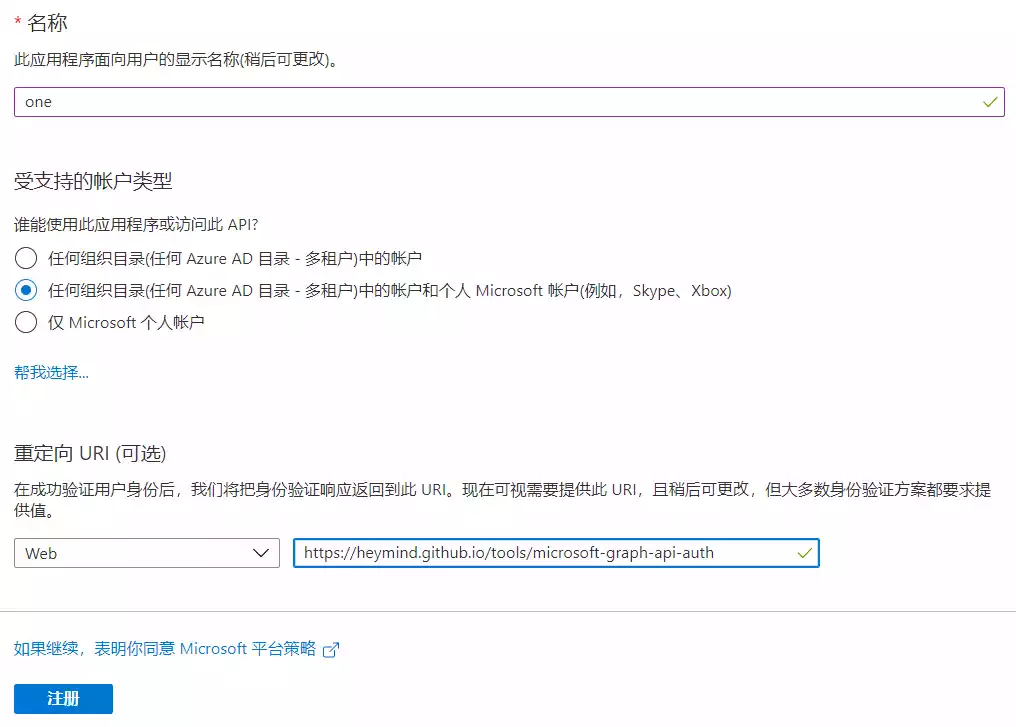 * 名称
此应用程序面向用户的显示名称(稍后可更改)。
one
受支持的帐户类型
谁能使用此应用程序或访问此 API?
任何组织目录(任何 Azure AD 目录 - 多租户)中的帐户
任何组织目录(任何 Azure AD 目录 - 多租户)中的帐户和个人 Microsoft 帐户(例如，Skype、Xbox)
仅 Microsoft 个人帐户
帮我选择...
重定向 URI (可选)
在成功验证用户身份后，我们将把身份验证响应返回到此 URI。现在可视需要提供此 URI，且稍后可更改，但大多数身份验证方案都要求提
供值。
Web
https://heymind.github.io/tools/microsoft-graph-api-auth
如果继续，表明你同意 Microsoft 平台策略
注册